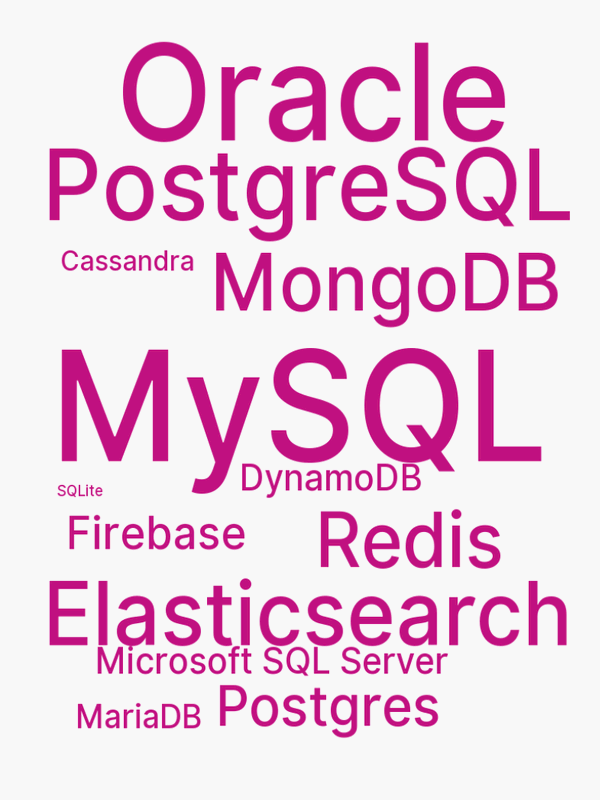 Oracle
PostgreSQL
Cassandra MongoDB
MySQL
DynamoDB
SQLite
Firebase Redis
Elasticsearch
Microsoft SQL Server
MariaDB Postgres